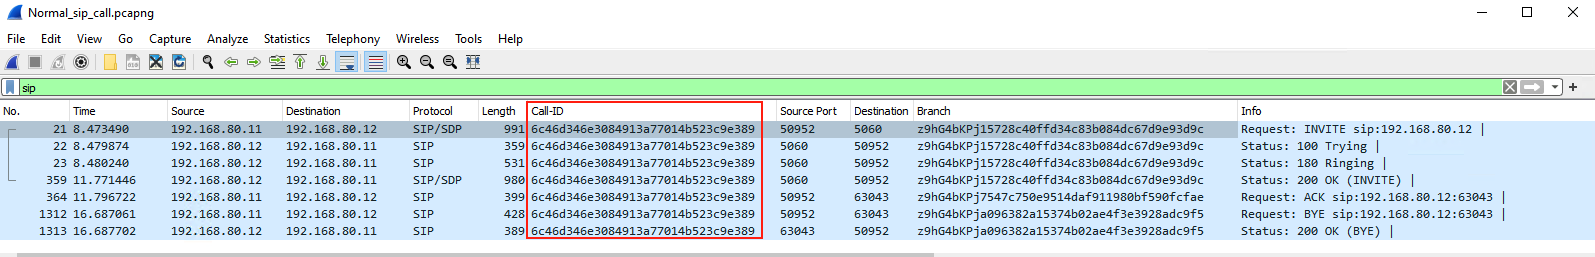 Normal_sip_call.pcapng
File Edit View Go Capture Analyze Statistics Telephony Wireless Tools Help
sip
No. Time Source Destination Protocol Length Call-ID Source Port Destination Branch Info
21 8.473490 192.168.80.11 192.168.80.12 SIP/SDP 991 6c46d346e3084913a77014b523c9e389 50952 5060 z9hG4bKPj15728c40ffd34c83b084dc67d9e93d9c Request: INVITE sip:192.168.80.12 |
22 8.479874 192.168.80.12 192.168.80.11 SIP 359 6c46d346e3084913a77014b523c9e389 5060 50952 z9hG4bKPj15728c40ffd34c83b084dc67d9e93d9c Status: 100 Trying |
23 8.480240 192.168.80.12 192.168.80.11 SIP 531 6c46d346e3084913a77014b523c9e389 5060 50952 z9hG4bKPj15728c40ffd34c83b084dc67d9e93d9c Status: 180 Ringing |
359 11.771446 192.168.80.12 192.168.80.11 SIP/SDP 980 6c46d346e3084913a77014b523c9e389 5060 50952 z9hG4bKPj15728c40ffd34c83b084dc67d9e93d9c Status: 200 OK (INVITE) |
364 11.796722 192.168.80.11 192.168.80.12 SIP 399 6c46d346e3084913a77014b523c9e389 50952 63043 z9hG4bKPj7547c750e9514daf911980bf590fcfae Request: ACK sip:192.168.80.12:63043 |
1312 16.687061 192.168.80.11 192.168.80.12 SIP 428 6c46d346e3084913a77014b523c9e389 50952 63043 z9hG4bKPja096382a15374b02ae4f3e3928adc9f5 Request: BYE sip:192.168.80.12:63043 |
1313 16.687702 192.168.80.12 192.168.80.11 SIP 389 6c46d346e3084913a77014b523c9e389 63043 50952 z9hG4bKPja096382a15374b02ae4f3e3928adc9f5 Status: 200 OK (BYE) |